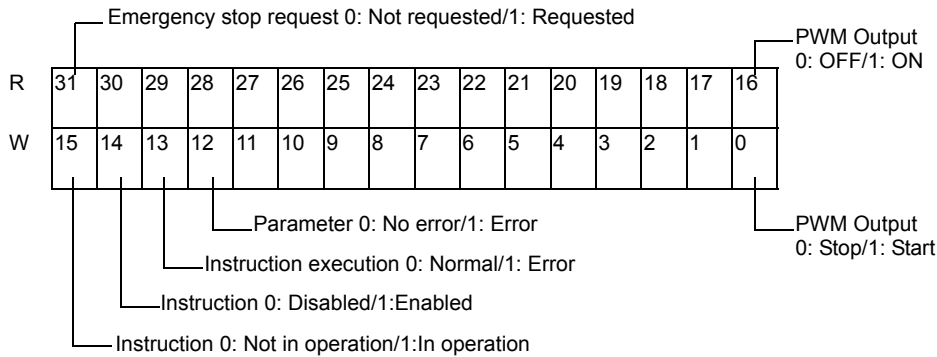 Emergency stop request 0: Not requested/1: Requested
PWM Output
0: OFF/1: ON
R 31 30 29 28 27 26 25 24 23 22 21 20 19 18 17 16
W 15 14 13 12 11 10 9 8 7 6 5 4 3 2 1 0
Parameter 0: No error/1: Error
PWM Output
0: Stop/1: Start
Instruction execution 0: Normal/1: Error
Instruction 0: Disabled/1:Enabled
Instruction 0: Not in operation/1:In operation